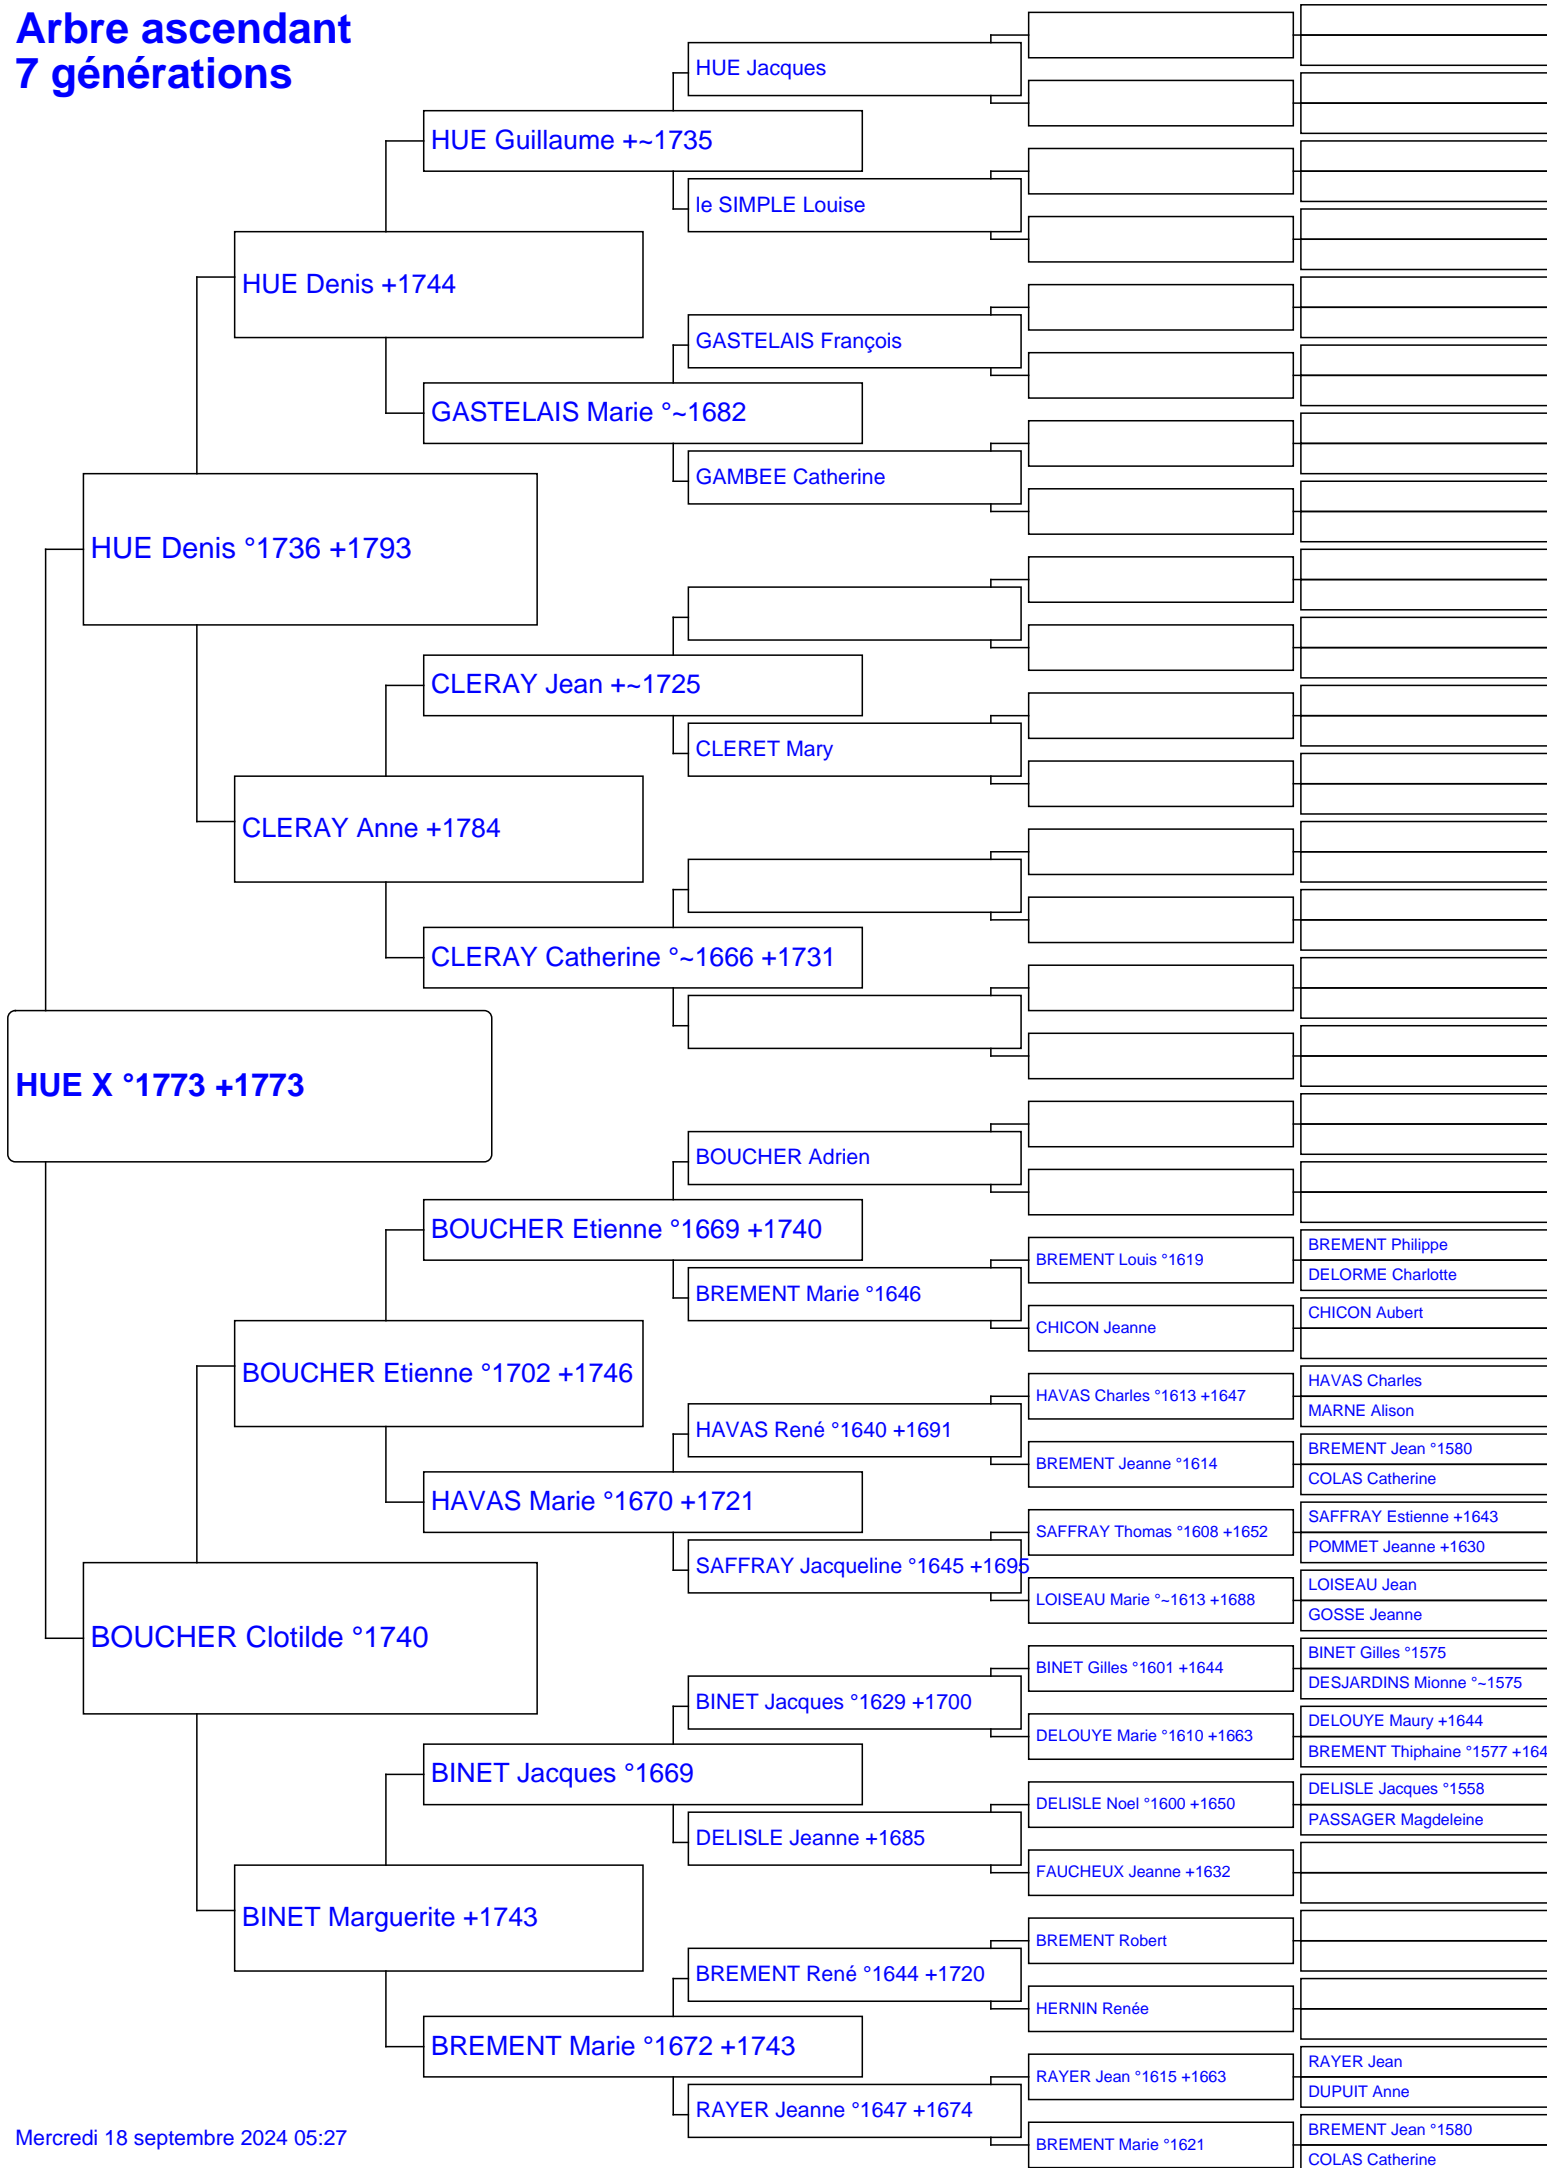 Arbre ascendant
7 générations
HUE Jacques
HUE Guillaume +~1735
le SIMPLE Louise
HUE Denis +1744
GASTELAIS François
GASTELAIS Marie °~1682
GAMBEE Catherine
HUE Denis °1736 +1793
CLERAY Jean +~1725
CLERET Mary
CLERAY Anne +1784
CLERAY Catherine °~1666 +1731
HUE X °1773 +1773
BOUCHER Adrien
BOUCHER Etienne °1669 +1740
BREMENT Philippe
BREMENT Louis °1619
DELORME Charlotte
BREMENT Marie °1646
CHICON Aubert
CHICON Jeanne
BOUCHER Etienne °1702 +1746
HAVAS Charles
HAVAS Charles °1613 +1647
MARNE Alison
HAVAS René °1640 +1691
BREMENT Jean °1580
BREMENT Jeanne °1614
COLAS Catherine
HAVAS Marie °1670 +1721
SAFFRAY Estienne +1643
SAFFRAY Thomas °1608 +1652
POMMET Jeanne +1630
SAFFRAY Jacqueline °1645 +1695
LOISEAU Jean
LOISEAU Marie °~1613 +1688
GOSSE Jeanne
BOUCHER Clotilde °1740
BINET Gilles °1575
BINET Gilles °1601 +1644
DESJARDINS Mionne °~1575
BINET Jacques °1629 +1700
DELOUYE Maury +1644
DELOUYE Marie °1610 +1663
BREMENT Thiphaine °1577 +164
BINET Jacques °1669
DELISLE Jacques °1558
DELISLE Noel °1600 +1650
PASSAGER Magdeleine
DELISLE Jeanne +1685
FAUCHEUX Jeanne +1632
BINET Marguerite +1743
BREMENT Robert
BREMENT René °1644 +1720
HERNIN Renée
BREMENT Marie °1672 +1743
RAYER Jean
RAYER Jean °1615 +1663
DUPUIT Anne
RAYER Jeanne °1647 +1674
BREMENT Jean °1580
BREMENT Marie °1621
COLAS Catherine
Mercredi 18 septembre 2024 05:27